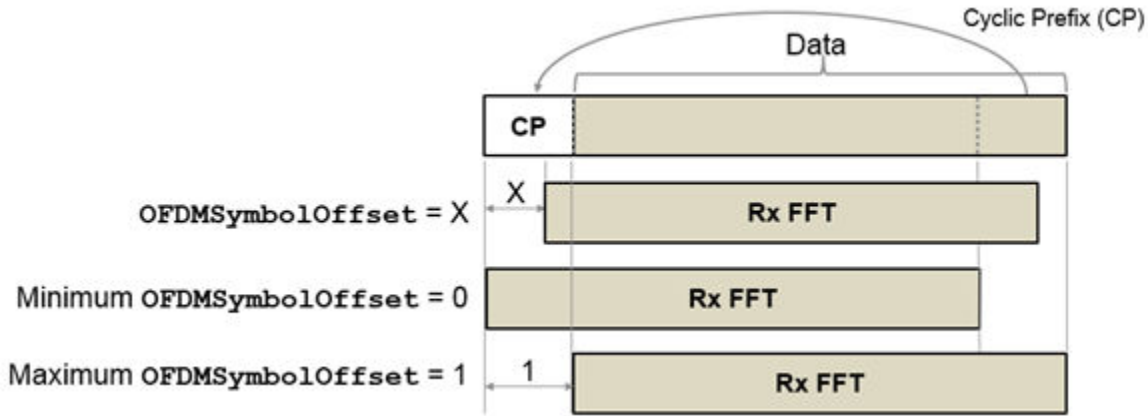 Cyclic Prefix (CP)
Data
CP
X
OFDMSymbolOffset = X
Rx FFT
Minimum OFDMSymbolOffset = 0
Rx FFT
Maximum OFDMSymbolOffset = 1
1
Rx FFT